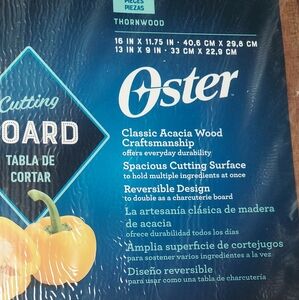 PIECES
PIEZAS
THORNWOOD
16 IN X 11.75 IN · 40,6 CM X 29,8 CM
13 IN X 9 IN · 33 CM X 22,9 CM
Oster
Cutting
OARD
TABLA DE
CORTAR
Classic Acacia Wood
Craftsmanship
offers everyday durability
Spacious Cutting Surface
to hold multiple ingredients at once
Reversible Design
to double as a charcuterie board
La artesanía clásica de madera
de acacia
ofrece durabilidad todos los días
Amplia superficie de cortejugos
para sostener varios ingredientes a la vez
Diseño reversible
para usar como una tabla de charcutería